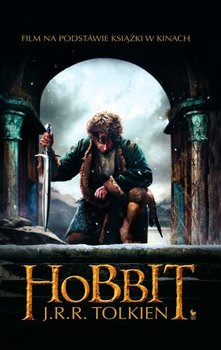 FILM NA PODSTAWIE KSIĄŻKI W KINACH
HOBBIT
J.R.R. TOLKIEN